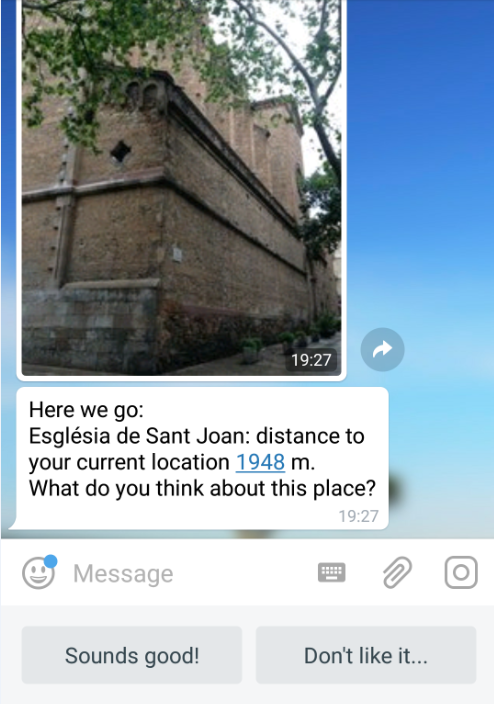 19:27
Here we go:
Església de Sant Joan: distance to
your current location 1948 m.
What do you think about this place?
19:27
Message
Sounds good!
Don't like it...